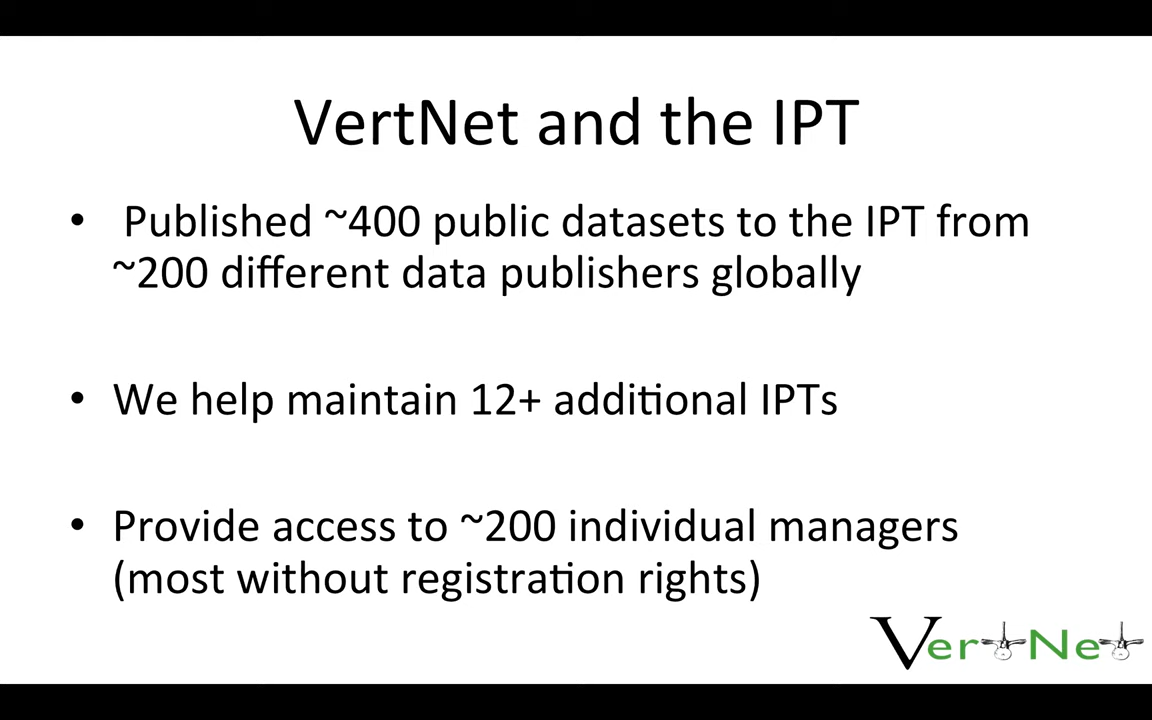 VertNet and the IPT
• Published ~400 public datasets to the IPT from
~200 different data publishers globally
• We help maintain 12+ additional IPTs
• Provide access to ~200 individual managers
(most without registration rights)
VertNet